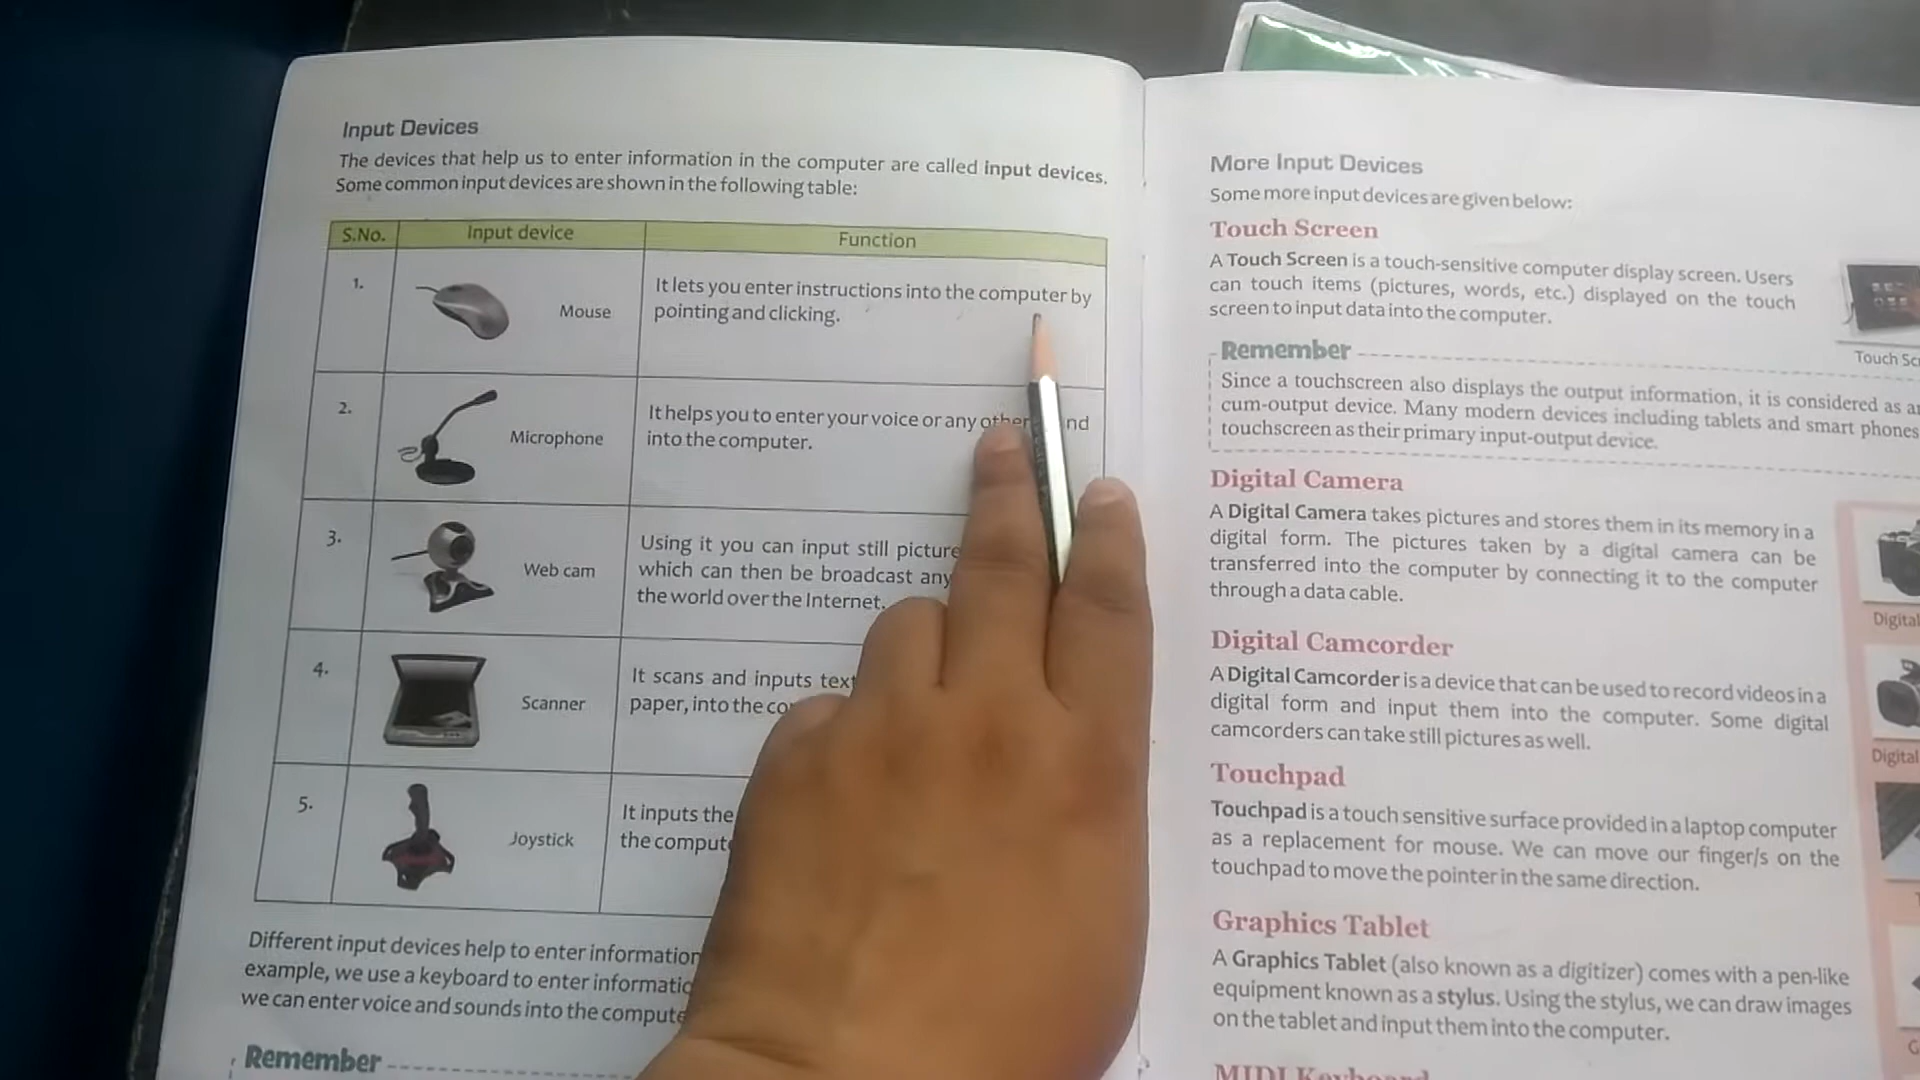 Input Devices
The devices that help us to enter information in the computer are called input devices.
Some common input devices are shown in the following table:
S.No. Input device Function
1. Mouse It lets you enter instructions into the computer by
pointing and clicking.
2. Microphone It helps you to enter your voice or any other
into the computer.
3. Web cam Using it you can input still
which can then be broadcast
the world over the Internet.
4. Scanner It scans and inputs
paper, into the
5. Joystick It inputs the
the
Different input devices help to enter
example, we use a keyboard to enter
we can enter voice and sounds into the
Remember
More Input Devices
Some more input devices are given below:
Touch Screen
A Touch Screen is a touch-sensitive computer display screen. Users
can touch items (pictures, words, etc.) displayed on the touch
screen to input data into the computer.
Touch
Remember
Since a touchscreen also displays the output information, it is considered as
cum-output device. Many modern devices including tablets and smart phones
touchscreen as their primary input-output device.
Digital Camera
A Digital Camera takes pictures and stores them in its memory in a
digital form. The pictures taken by a digital camera can be
transferred into the computer by connecting it to the computer
through a data cable.
Digital
Digital Camcorder
A Digital Camcorder is a device that can be used to record videos in a
digital form and input them into the computer. Some digital
camcorders can take still pictures as well.
Digital
Touchpad
Touchpad is a touch sensitive surface provided in a laptop computer
as a replacement for mouse. We can move our finger/s on the
touchpad to move the pointer in the same direction.
Graphics Tablet
A Graphics Tablet (also known as a digitizer) comes with a pen-like
equipment known as a stylus. Using the stylus, we can draw images
on the tablet and input them into the computer.
MIDI Keyboard